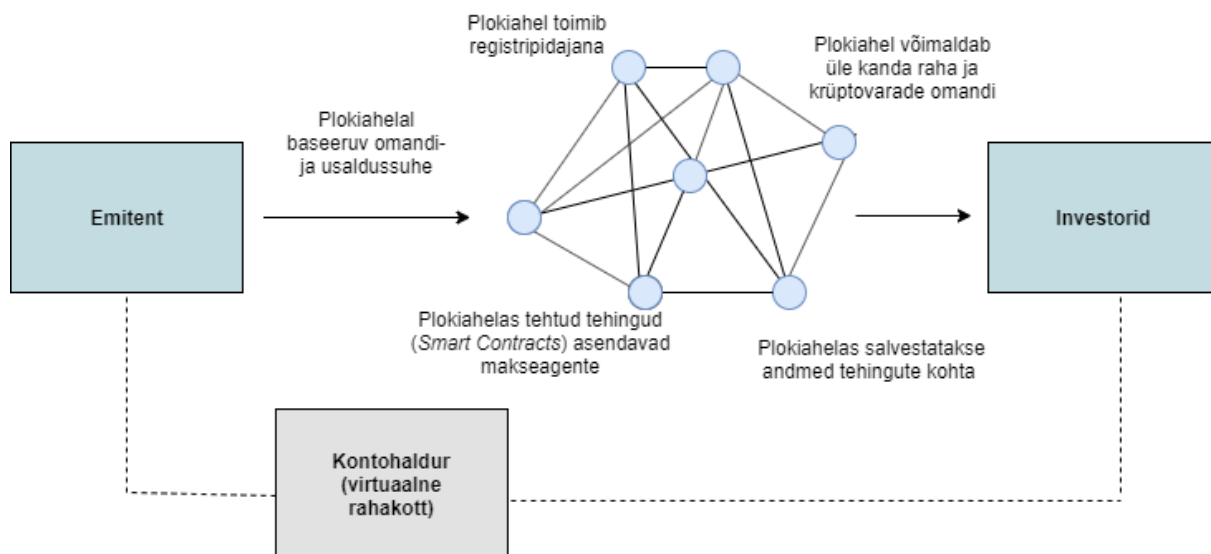 Plokiahel toimib
registripidajana
Plokiahel võimaldab
üle kanda raha ja
krüptovarade omandi
Plokiahelal
baseeruv omandi-
ja usaldussuhe
Emitent
Investorid
Plokiahelas tehtud tehingud
(Smart Contracts) asendavad
makseagente
Plokiahelas salvestatakse
andmed tehingute kohta
Kontohaldur
(virtuaalne
rahakott)